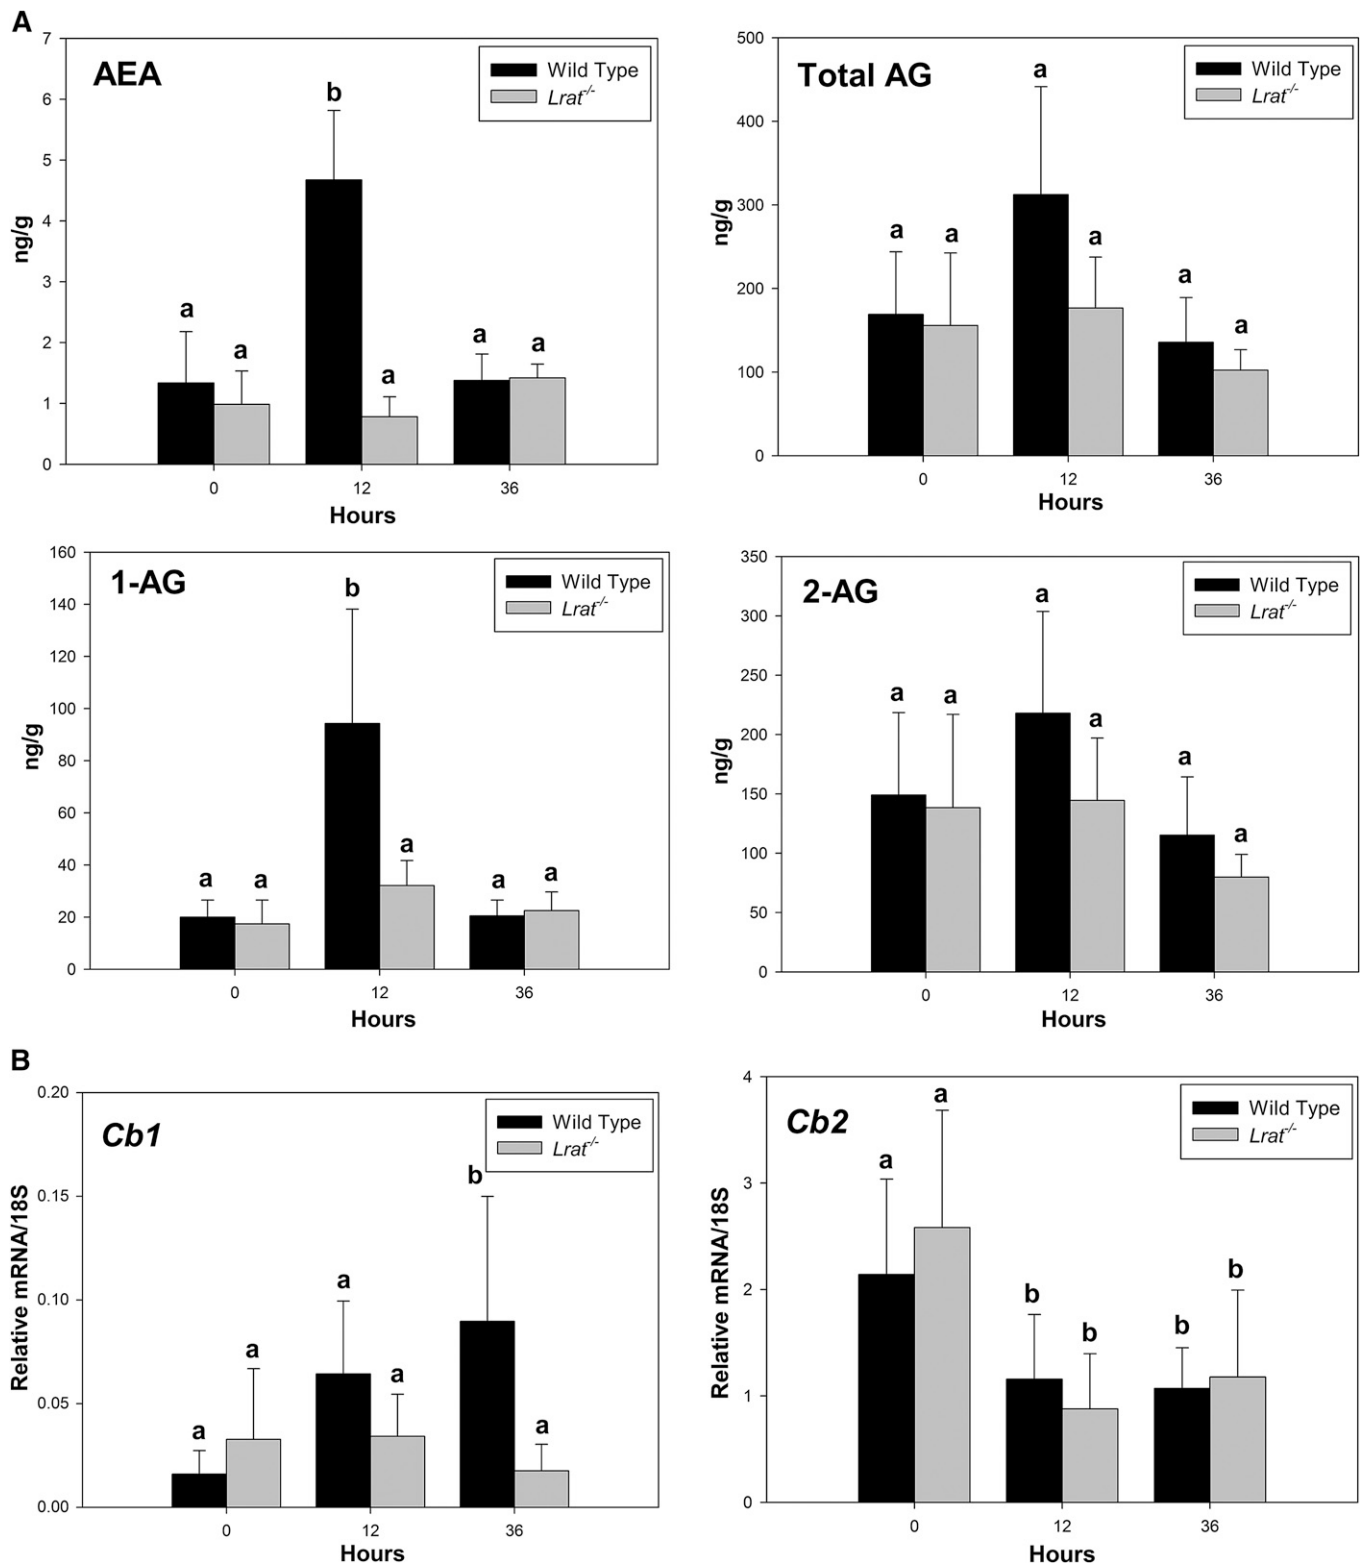 A
AEA
Wild Type
Lrat-/-
7
6
5
4
3
2
1
0
ng/g
b
a
a
a
a
a
0
12
36
Hours
Total AG
Wild Type
Lrat-/-
500
400
300
200
100
0
ng/g
a
a
a
a
a
a
0
12
36
Hours
1-AG
Wild Type
Lrat-/-
160
140
120
100
80
60
40
20
0
ng/g
b
a
a
a
a
a
0
12
36
Hours
2-AG
Wild Type
Lrat-/-
350
300
250
200
150
100
50
0
ng/g
a
a
a
a
a
a
0
12
36
Hours
B
Cb1
Wild Type
Lrat-/-
0.20
0.15
0.10
0.05
0.00
Relative mRNA/18S
b
a
a
a
a
a
0
12
36
Hours
Cb2
Wild Type
Lrat-/-
4
3
2
1
0
Relative mRNA/18S
a
a
b
b
b
b
0
12
36
Hours